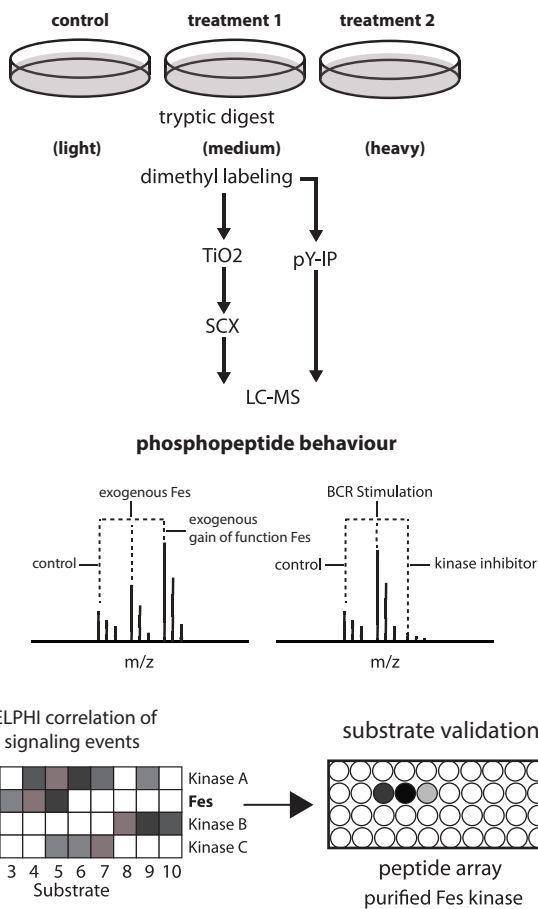 control treatment 1 treatment 2
tryptic digest
(light) (medium) (heavy)
dimethyl labeling
TiO2 pY-IP
SCX
LC-MS
phosphopeptide behaviour
exogenous Fes
exogenous
gain of function Fes
control
m/z
BCR Stimulation
control kinase inhibitor
m/z
ELPHI correlation of
signaling events
Kinase A
Fes
Kinase B
Kinase C
3 4 5 6 7 8 9 10
Substrate
substrate validation
peptide array
purified Fes kinase